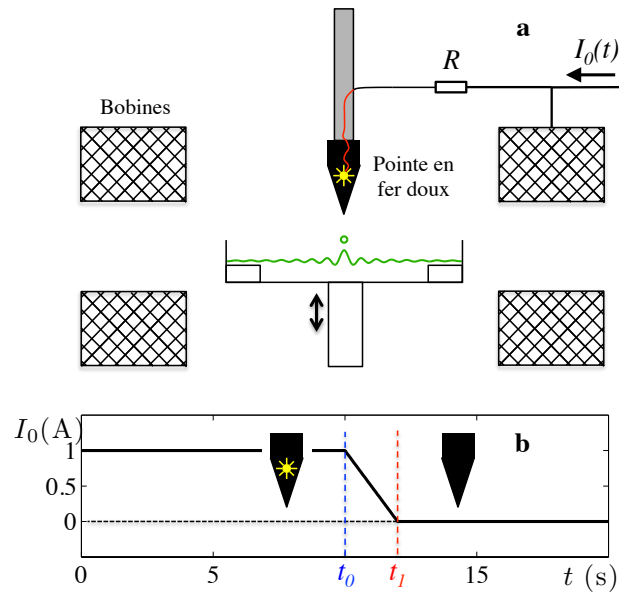 a
I₀(t)
R
Bobines
Pointe en
fer doux
I₀(A)
b
1
0.5
0
0
5
t₀
t₁
15
t (s)